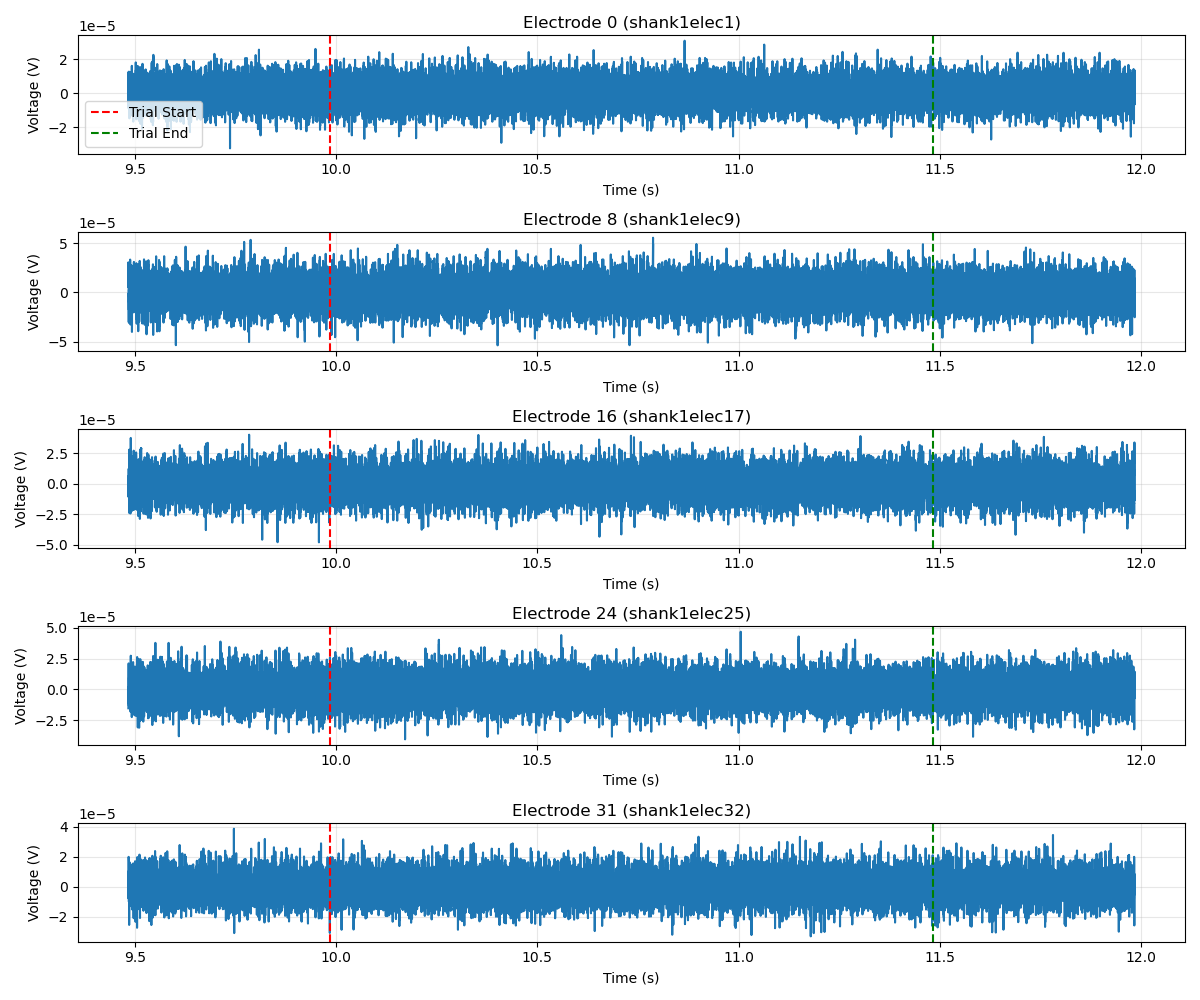 Electrode 0 (shank1elec1)
1e−5
2
0
−2
Voltage (V)
Trial Start
Trial End
9.5 10.0 10.5 11.0 11.5 12.0
Time (s)
Electrode 8 (shank1elec9)
1e−5
5
0
−5
Voltage (V)
9.5 10.0 10.5 11.0 11.5 12.0
Time (s)
Electrode 16 (shank1elec17)
1e−5
2.5
0.0
−2.5
−5.0
Voltage (V)
9.5 10.0 10.5 11.0 11.5 12.0
Time (s)
Electrode 24 (shank1elec25)
1e−5
5.0
2.5
0.0
−2.5
Voltage (V)
9.5 10.0 10.5 11.0 11.5 12.0
Time (s)
Electrode 31 (shank1elec32)
1e−5
4
2
0
−2
Voltage (V)
9.5 10.0 10.5 11.0 11.5 12.0
Time (s)